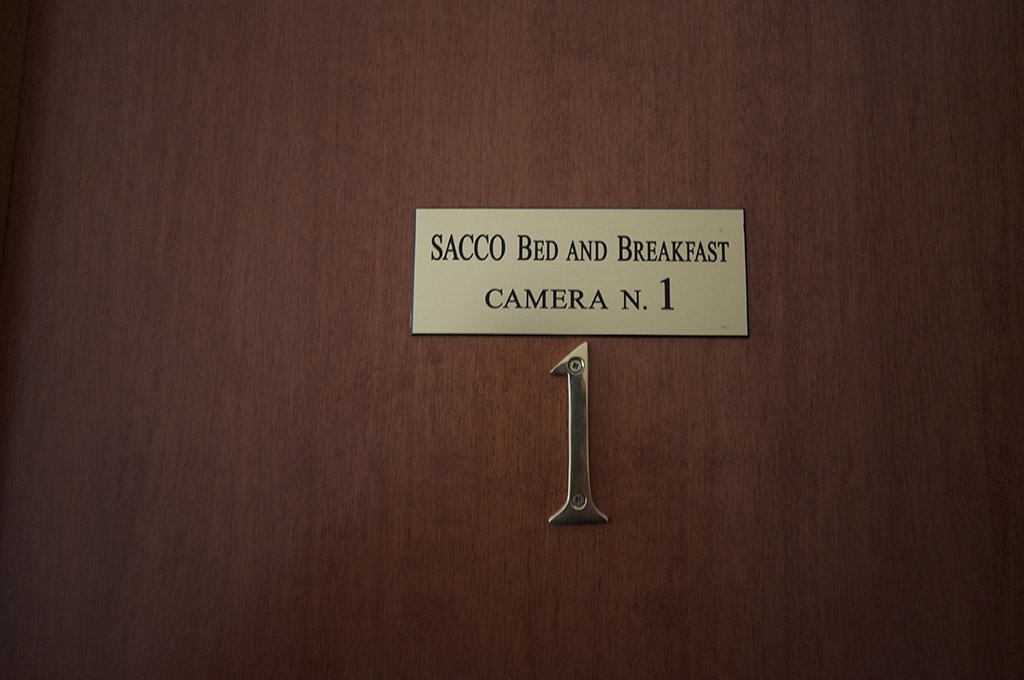 SACCO BED AND BREAKFAST
CAMERA N. 1
1